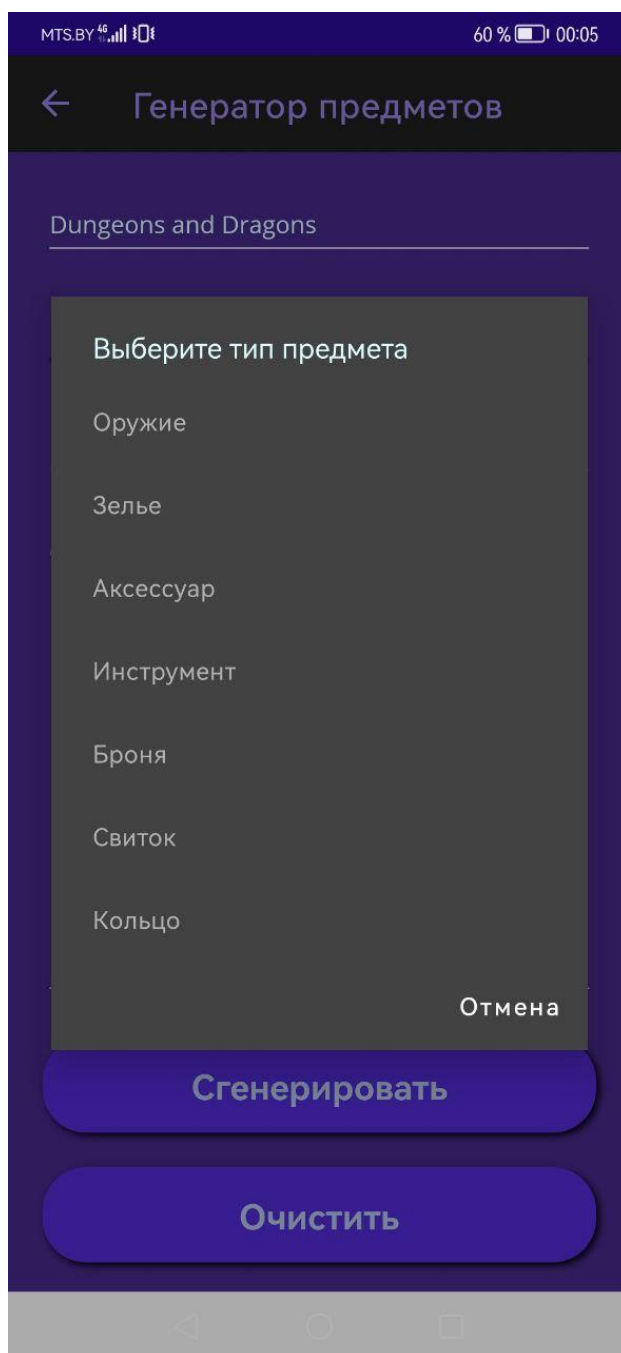 MTS.BY 4G 60 % 00:05
Генератор предметов
Dungeons and Dragons
Выберите тип предмета
Оружие
Зелье
Аксессуар
Инструмент
Броня
Свиток
Кольцо
Отмена
Сгенерировать
Очистить